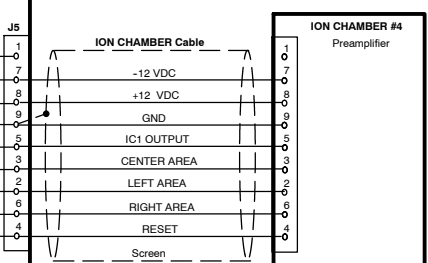 J5
ION CHAMBER #4
ION CHAMBER Cable
Preamplifier
1
1
7
-12 VDC
7
8
+12 VDC
8
9
GND
9
5
IC1 OUTPUT
5
3
CENTER AREA
3
2
LEFT AREA
2
6
RIGHT AREA
6
4
RESET
4
Screen